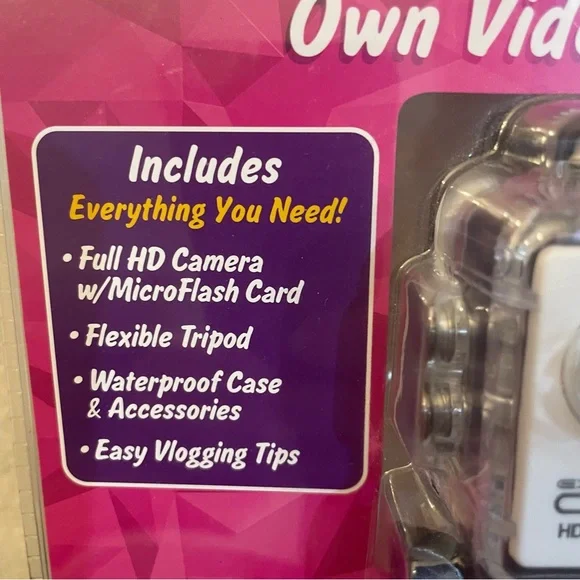 Own
Includes
Everything You Need!
• Full HD Camera
w/MicroFlash Card
• Flexible Tripod
• Waterproof Case
& Accessories
• Easy Vlogging Tips
HD